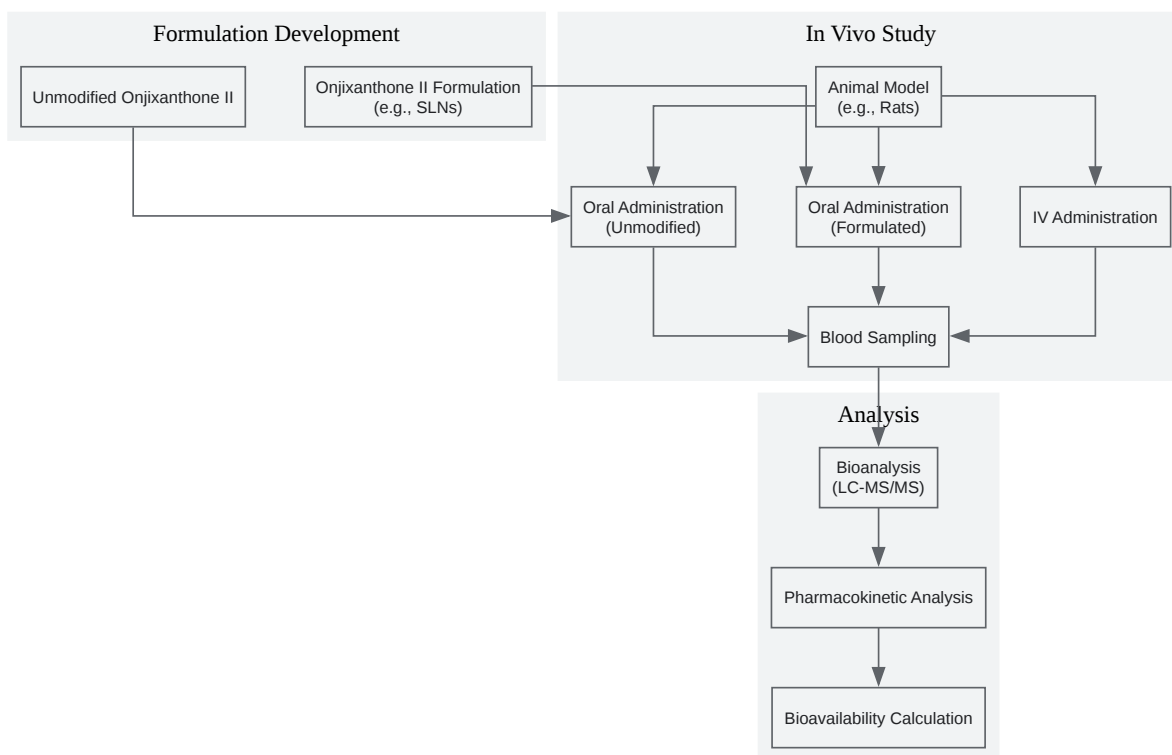 Formulation Development
Unmodified Onjixanthone II
Onjixanthone II Formulation
(e.g., SLNs)
In Vivo Study
Animal Model
(e.g., Rats)
Oral Administration
(Unmodified)
Oral Administration
(Formulated)
IV Administration
Blood Sampling
Analysis
Bioanalysis
(LC-MS/MS)
Pharmacokinetic Analysis
Bioavailability Calculation